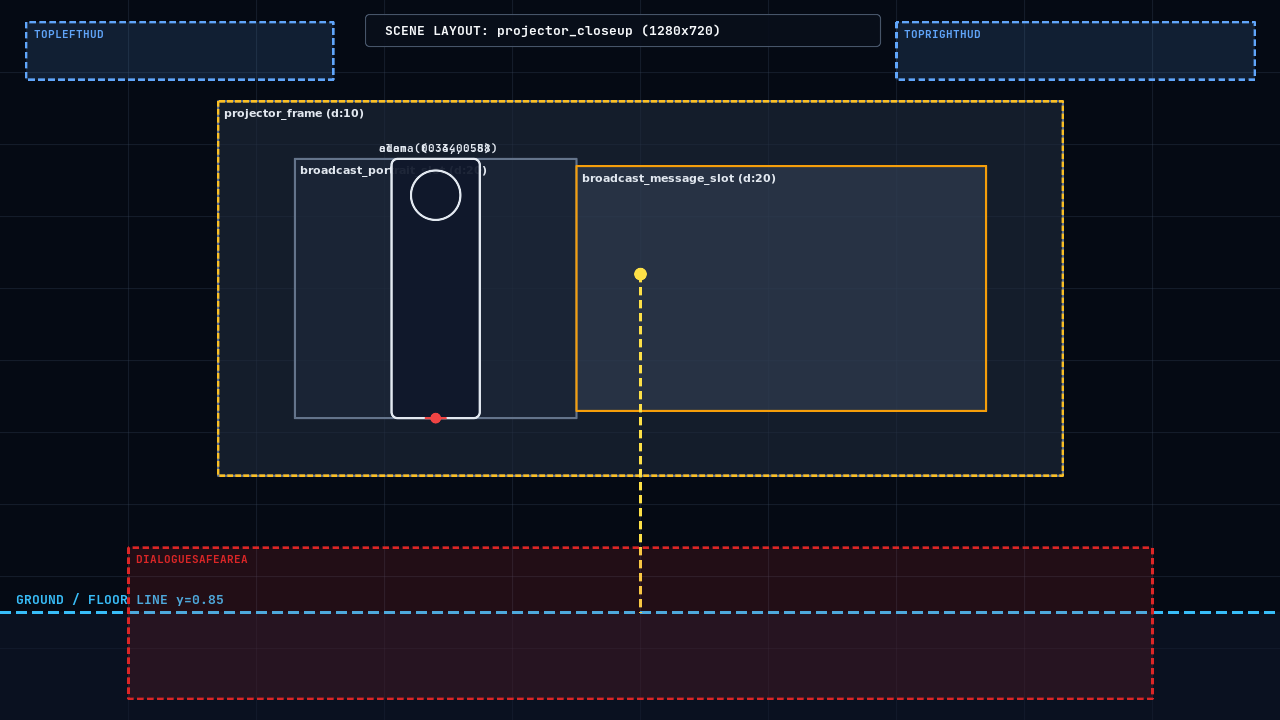 SCENE LAYOUT: projector_closeup (1280x720)
TOPLEFTHUD
TOPRIGHTHUD
projector_frame (d:10)
broadcast_message_slot (d:20)
DIALOGUESAFEAREA
GROUND / FLOOR LINE y=0.85